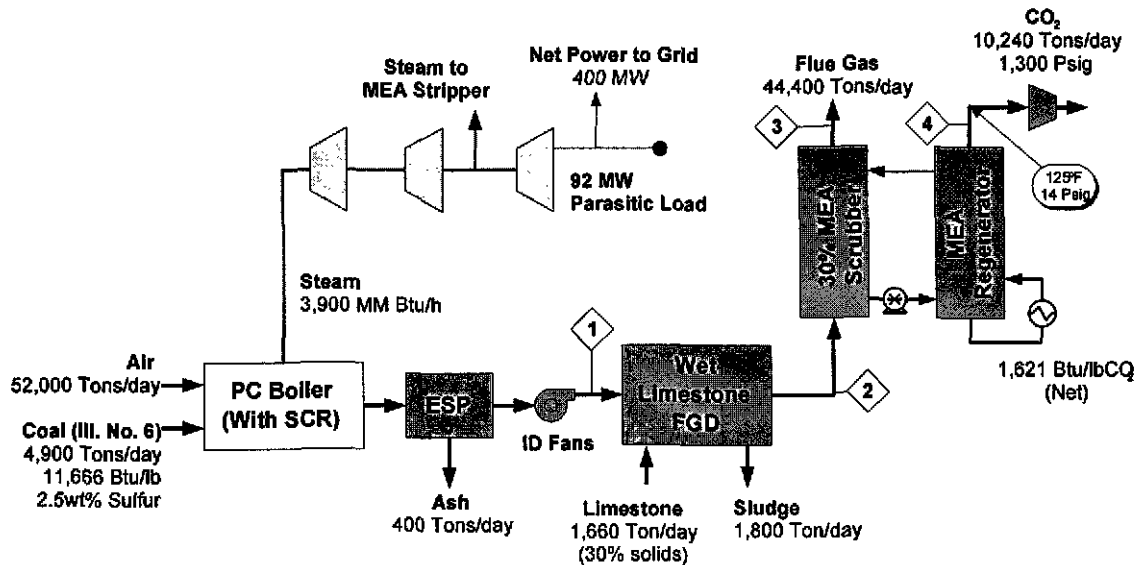 CO₂
10,240 Tons/day
1,300 Psig
Net Power to Grid
400 MW
Steam to
MEA Stripper
Flue Gas
44,400 Tons/day
3
4
125ºF
14 Psig
92 MW
Parasitic Load
30% MEA
Scrubber
MEA
Regenerator
Steam
3,900 MM Btu/h
1
Air
52,000 Tons/day
PC Boiler
(With SCR)
ESP
ID Fans
Wet
Limestone
FGD
2
1,621 Btu/lbCO₂
(Net)
Coal (Ill. No. 6)
4,900 Tons/day
11,666 Btu/lb
2.5wt% Sulfur
Ash
400 Tons/day
Limestone
1,660 Ton/day
(30% solids)
Sludge
1,800 Ton/day